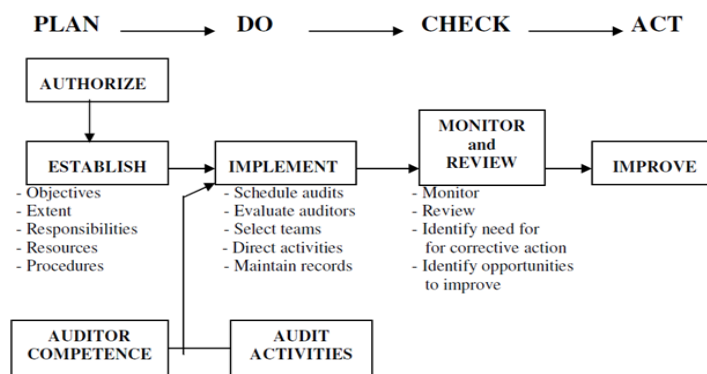 PLAN DO CHECK ACT
AUTHORIZE
ESTABLISH
- Objectives
- Extent
- Responsibilities
- Resources
- Procedures
IMPLEMENT
- Schedule audits
- Evaluate auditors
- Select teams
- Direct activities
- Maintain records
MONITOR
and
REVIEW
- Monitor
- Review
- Identify need for
for corrective action
- Identify opportunities
to improve
IMPROVE
AUDITOR
COMPETENCE
AUDIT
ACTIVITIES